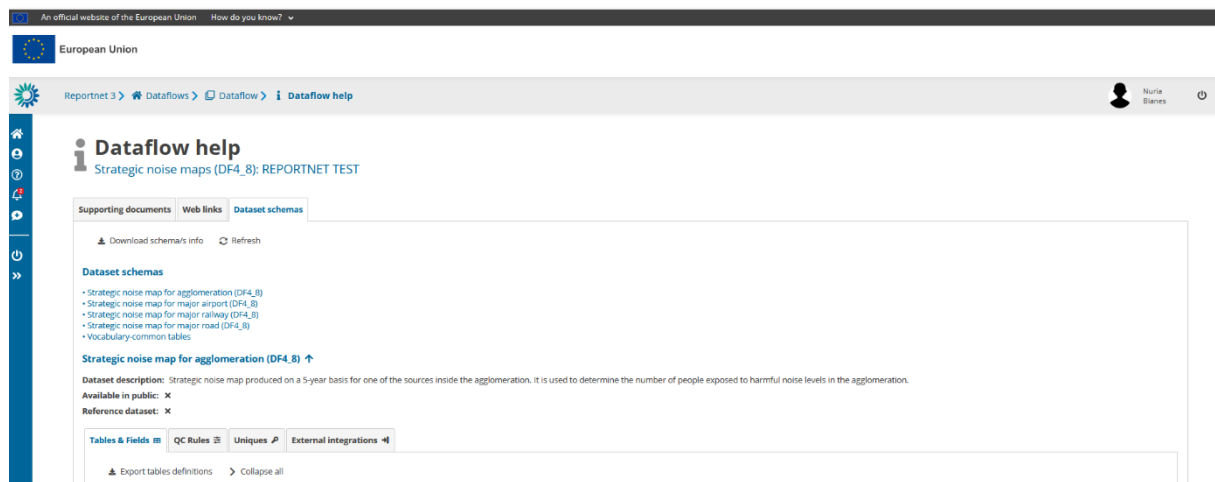 An official website of the European Union How do you know?
European Union
Reportnet 3 Dataflows Dataflow Dataflow help
Nuria
Blanes
Dataflow help
Strategic noise maps (DF4_8): REPORTNET TEST
Supporting documents Web links Dataset schemas
Download schema/s info Refresh
Dataset schemas
• Strategic noise map for agglomeration (DF4_8)
• Strategic noise map for major airport (DF4_8)
• Strategic noise map for major railway (DF4_8)
• Strategic noise map for major road (DF4_8)
• Vocabulary-common tables
Strategic noise map for agglomeration (DF4_8) ↑
Dataset description: Strategic noise map produced on a 5-year basis for one of the sources inside the agglomeration. It is used to determine the number of people exposed to harmful noise levels in the agglomeration.
Available in public: ✕
Reference dataset: ✕
Tables & Fields QC Rules Uniques External integrations
Export tables definitions Collapse all